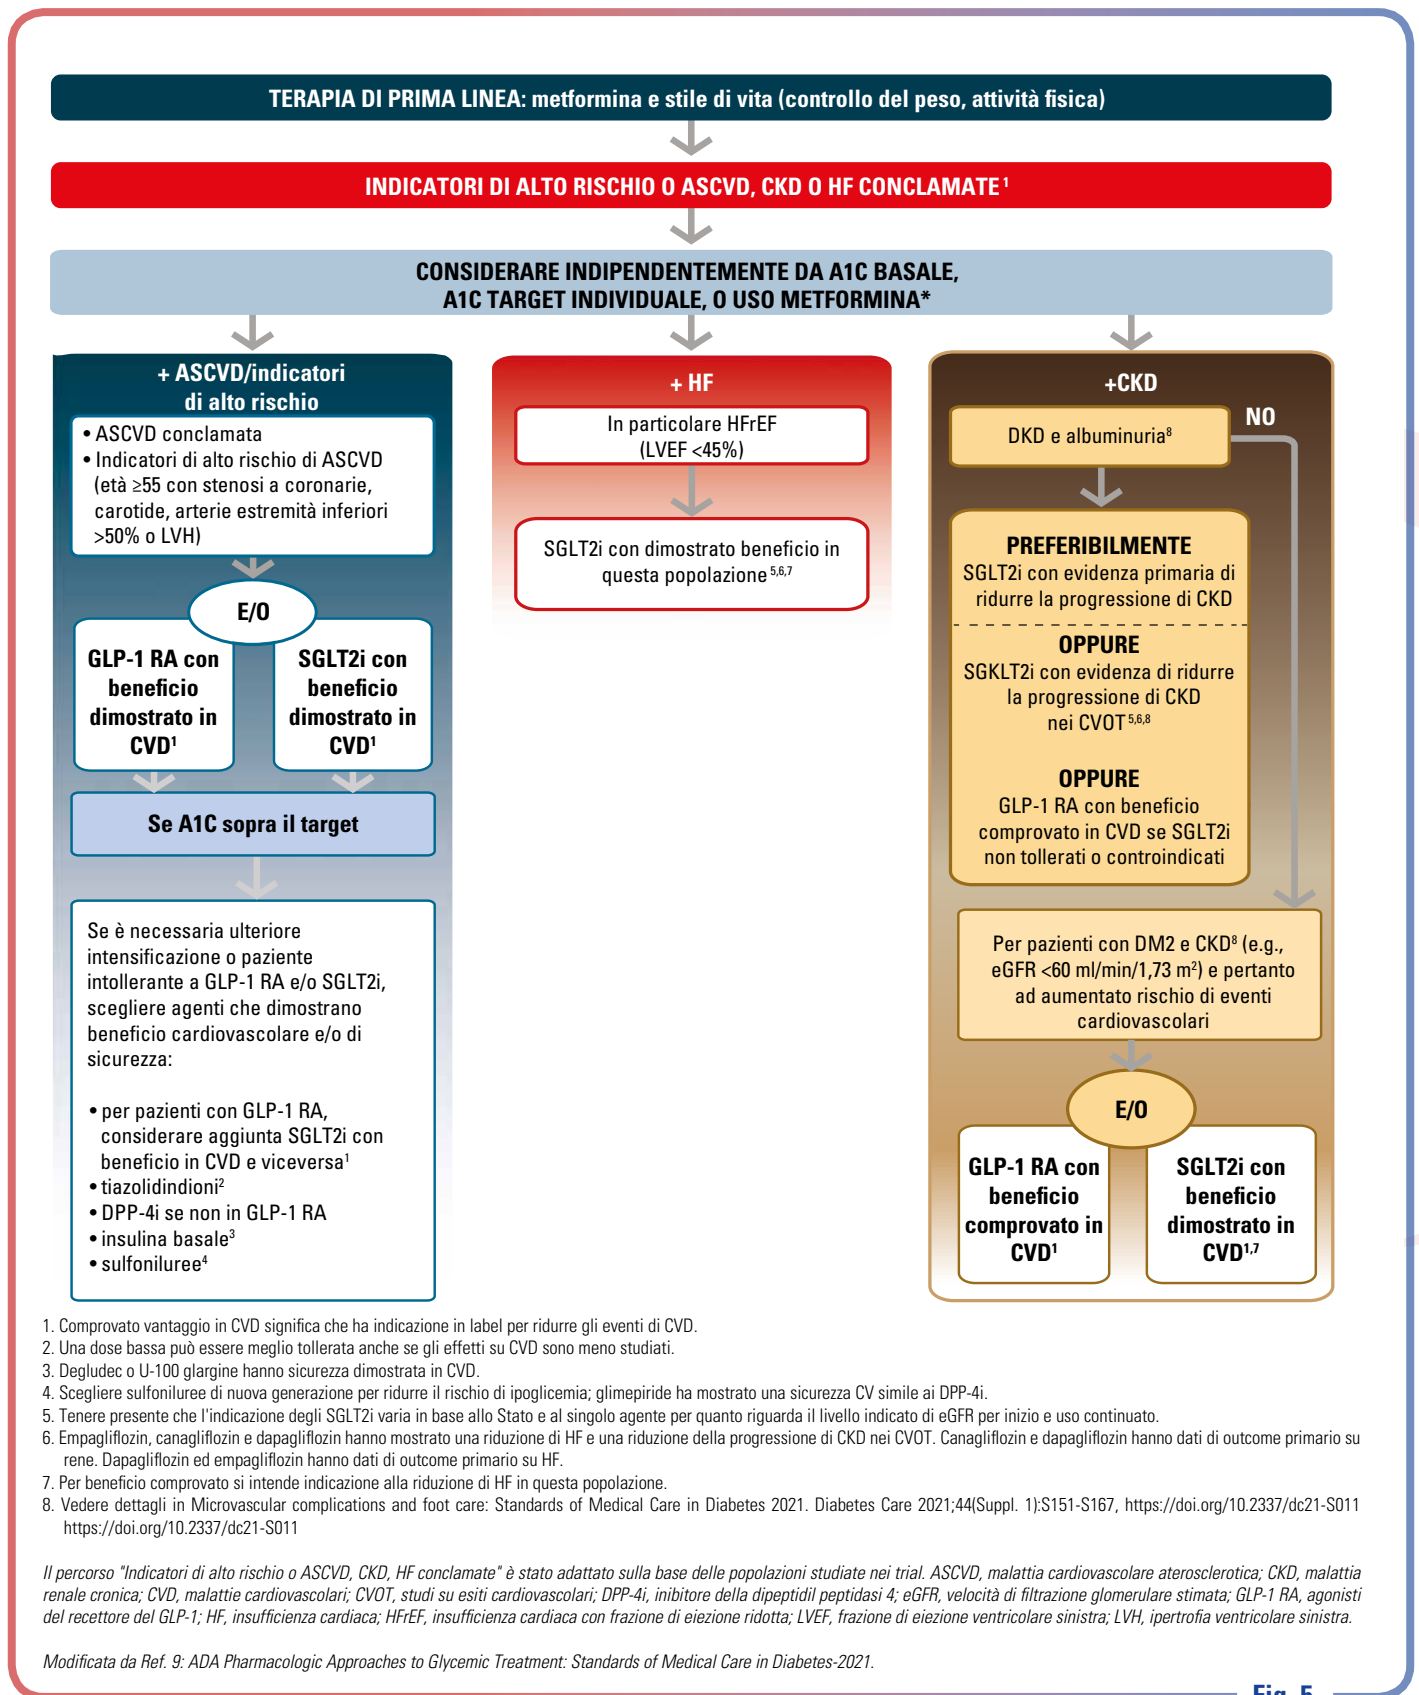 TERAPIA DI PRIMA LINEA: metformina e stile di vita (controllo del peso, attività fisica)
INDICATORI DI ALTO RISCHIO O ASCVD, CKD O HF CONCLAMATE¹
CONSIDERARE INDIPENDENTEMENTE DA A1C BASALE,
A1C TARGET INDIVIDUALE, O USO METFORMINA*
+ ASCVD/indicatori
di alto rischio
• ASCVD conclamata
• Indicatori di alto rischio di ASCVD
(età ≥55 con stenosi a coronarie,
carotide, arterie estremità inferiori
>50% o LVH)
E/O
GLP-1 RA con
beneficio
dimostrato in
CVD¹
SGLT2i con
beneficio
dimostrato in
CVD¹
Se A1C sopra il target
Se è necessaria ulteriore
intensificazione o paziente
intollerante a GLP-1 RA e/o SGLT2i,
scegliere agenti che dimostrano
beneficio cardiovascolare e/o di
sicurezza:
• per pazienti con GLP-1 RA,
considerare aggiunta SGLT2i con
beneficio in CVD e viceversa¹
• tiazolidindioni²
• DPP-4i se non in GLP-1 RA
• insulina basale³
• sulfoniluree⁴
+ HF
In particolare HFrEF
(LVEF <45%)
SGLT2i con dimostrato beneficio in
questa popolazione⁵,⁶,⁷
+CKD
DKD e albuminuria⁸
NO
PREFERIBILMENTE
SGLT2i con evidenza primaria di
ridurre la progressione di CKD
OPPURE
SGKLT2i con evidenza di ridurre
la progressione di CKD
nei CVOT⁵,⁶,⁸
OPPURE
GLP-1 RA con beneficio
comprovato in CVD se SGLT2i
non tollerati o controindicati
Per pazienti con DM2 e CKD⁸ (e.g.,
eGFR <60 ml/min/1,73 m²) e pertanto
ad aumentato rischio di eventi
cardiovascolari
E/O
GLP-1 RA con
beneficio
comprovato in
CVD¹
SGLT2i con
beneficio
dimostrato in
CVD¹,⁷
1. Comprovato vantaggio in CVD significa che ha indicazione in label per ridurre gli eventi di CVD.
2. Una dose bassa può essere meglio tollerata anche se gli effetti su CVD sono meno studiati.
3. Degludec o U-100 glargine hanno sicurezza dimostrata in CVD.
4. Scegliere sulfoniluree di nuova generazione per ridurre il rischio di ipoglicemia; glimepiride ha mostrato una sicurezza CV simile ai DPP-4i.
5. Tenere presente che l'indicazione degli SGLT2i varia in base allo Stato e al singolo agente per quanto riguarda il livello indicato di eGFR per inizio e uso continuato.
6. Empagliflozin, canagliflozin e dapagliflozin hanno mostrato una riduzione di HF e una riduzione della progressione di CKD nei CVOT. Canagliflozin e dapagliflozin hanno dati di outcome primario su
rene. Dapagliflozin ed empagliflozin hanno dati di outcome primario su HF.
7. Per beneficio comprovato si intende indicazione alla riduzione di HF in questa popolazione.
8. Vedere dettagli in Microvascular complications and foot care: Standards of Medical Care in Diabetes 2021. Diabetes Care 2021;44(Suppl. 1):S151-S167, https://doi.org/10.2337/dc21-S011
https://doi.org/10.2337/dc21-S011
Il percorso "Indicatori di alto rischio o ASCVD, CKD, HF conclamate" è stato adattato sulla base delle popolazioni studiate nei trial. ASCVD, malattia cardiovascolare aterosclerotica; CKD, malattia
renale cronica; CVD, malattie cardiovascolari; CVOT, studi su esiti cardiovascolari; DPP-4i, inibitore della dipeptidil peptidasi 4; eGFR, velocità di filtrazione glomerulare stimata; GLP-1 RA, agonisti
del recettore del GLP-1; HF, insufficienza cardiaca; HFrEF, insufficienza cardiaca con frazione di eiezione ridotta; LVEF, frazione di eiezione ventricolare sinistra; LVH, ipertrofia ventricolare sinistra.
Modificata da Ref. 9: ADA Pharmacologic Approaches to Glycemic Treatment: Standards of Medical Care in Diabetes-2021.
Fig. 5